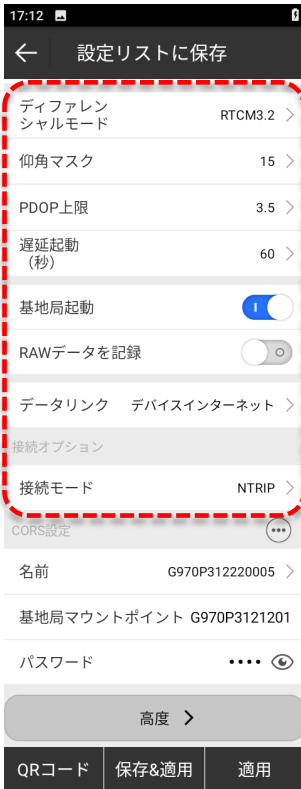 17:12
設定リストに保存
ディファレン
シャルモード
RTCM3.2
仰角マスク 15
PDOP上限 3.5
遅延起動
（秒）
60
基地局起動
RAWデータを記録
データリンク デバイスインターネット
接続オプション
接続モード NTRIP
CORS設定
名前 G970P312220005
基地局マウントポイント G970P3121201
パスワード ••••
高度
QRコード 保存&適用 適用